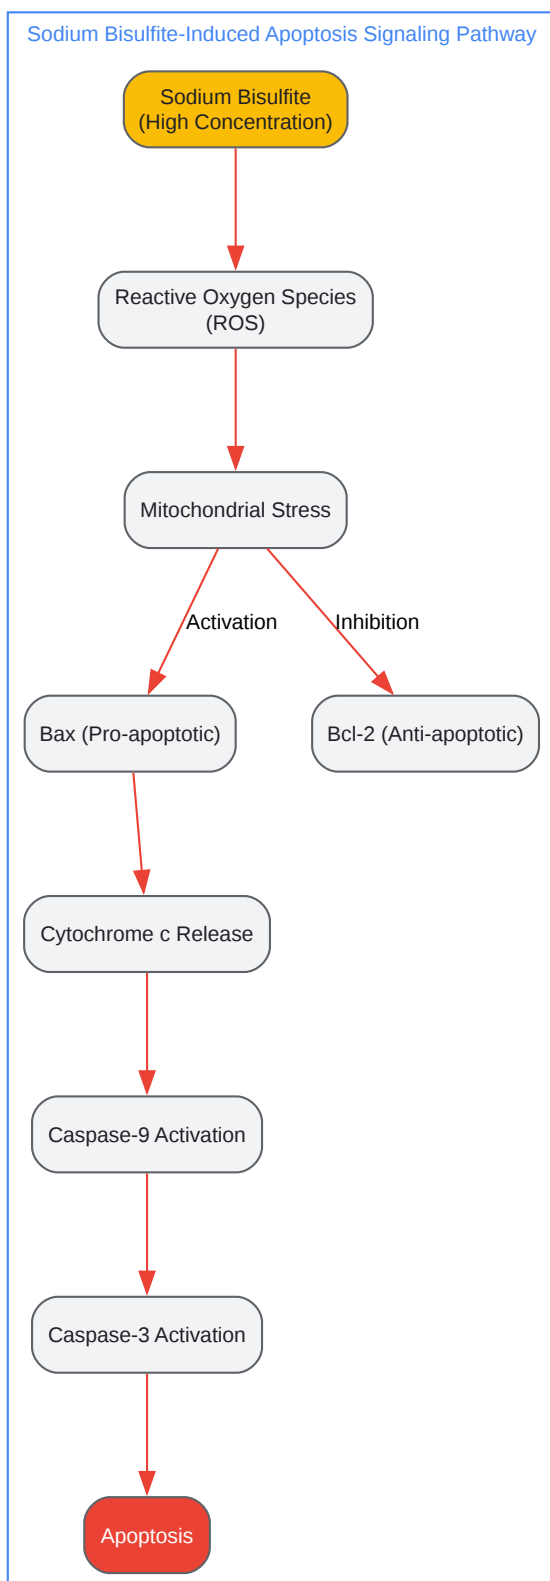 Sodium Bisulfite-Induced Apoptosis Signaling Pathway
Sodium Bisulfite
(High Concentration)
Reactive Oxygen Species
(ROS)
Mitochondrial Stress
Activation
Inhibition
Bax (Pro-apoptotic)
Bcl-2 (Anti-apoptotic)
Cytochrome c Release
Caspase-9 Activation
Caspase-3 Activation
Apoptosis